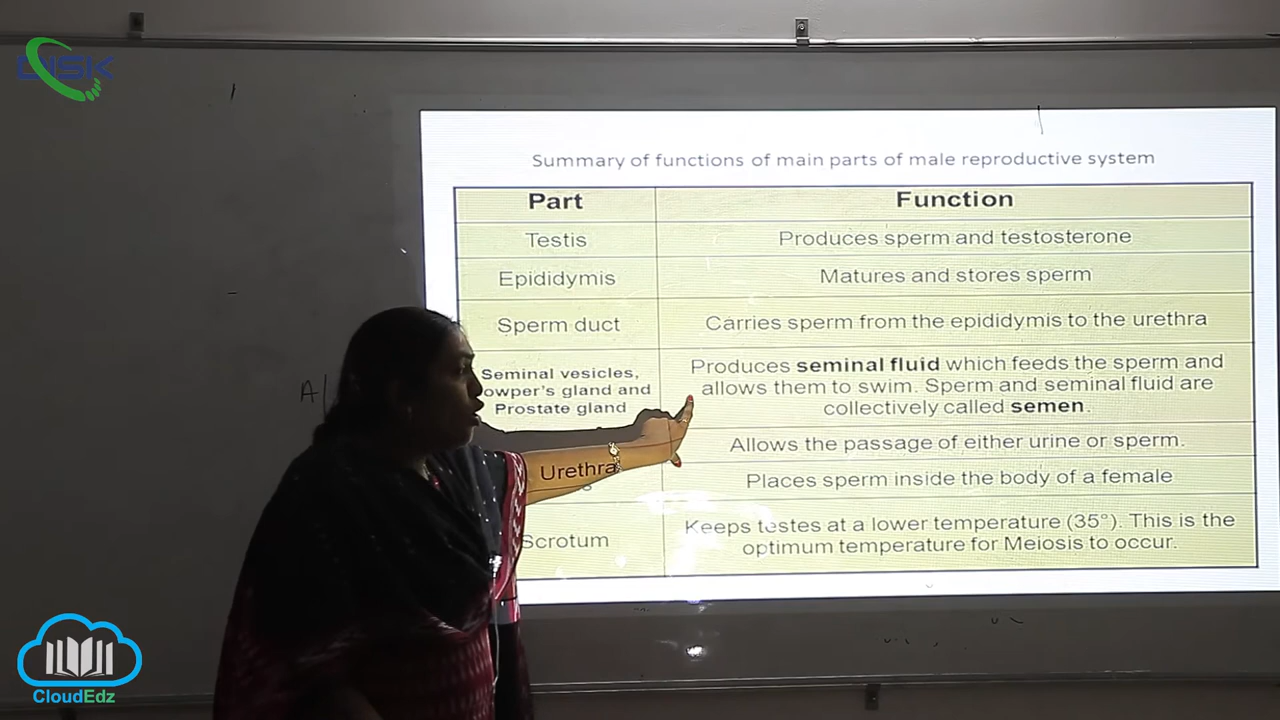 DISK
Summary of functions of main parts of male reproductive system
Part Function
Testis Produces sperm and testosterone
Epididymis Matures and stores sperm
Sperm duct Carries sperm from the epididymis to the urethra
Seminal vesicles,
owper's gland and
Prostate gland
Produces seminal fluid which feeds the sperm and
allows them to swim. Sperm and seminal fluid are
collectively called semen.
Urethra Allows the passage of either urine or sperm.
Places sperm inside the body of a female
Scrotum
Keeps testes at a lower temperature (35°). This is the
optimum temperature for Meiosis to occur.
A
CloudEdz